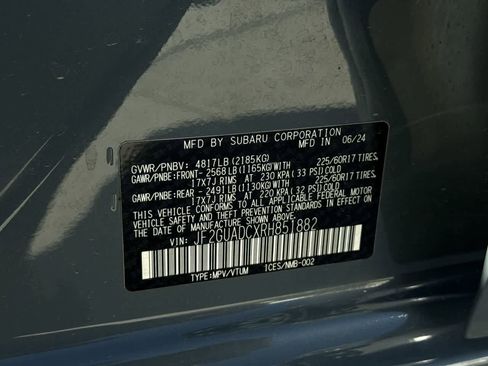 MFD BY SUBARU CORPORATION MFD IN 06/24
GVWR/PNBV: 4817LB(2185KG)
GAWR/PNBE:FRONT-2568LB(1165KG)WITH 225/60R17 TIRES,
17X7J RIMS AT 230 KPA(33 PSI)COLD
GAWR/PNBE:REAR -2491LB(1130KG)WITH 225/60R17 TIRES,
17X7J RIMS AT 220 KPA(32 PSI)COLD
THIS VEHICLE CONFORMS TO ALL APPLICABLE FEDERAL MOTOR
VEHICLE SAFETY STANDARDS IN EFFECT ON THE DATE OF
MANUFACTURE SHOWN ABOVE.
VIN: JF2GUADCXRH851882
TYPE:MPV/VTUM ICES/NMB-002